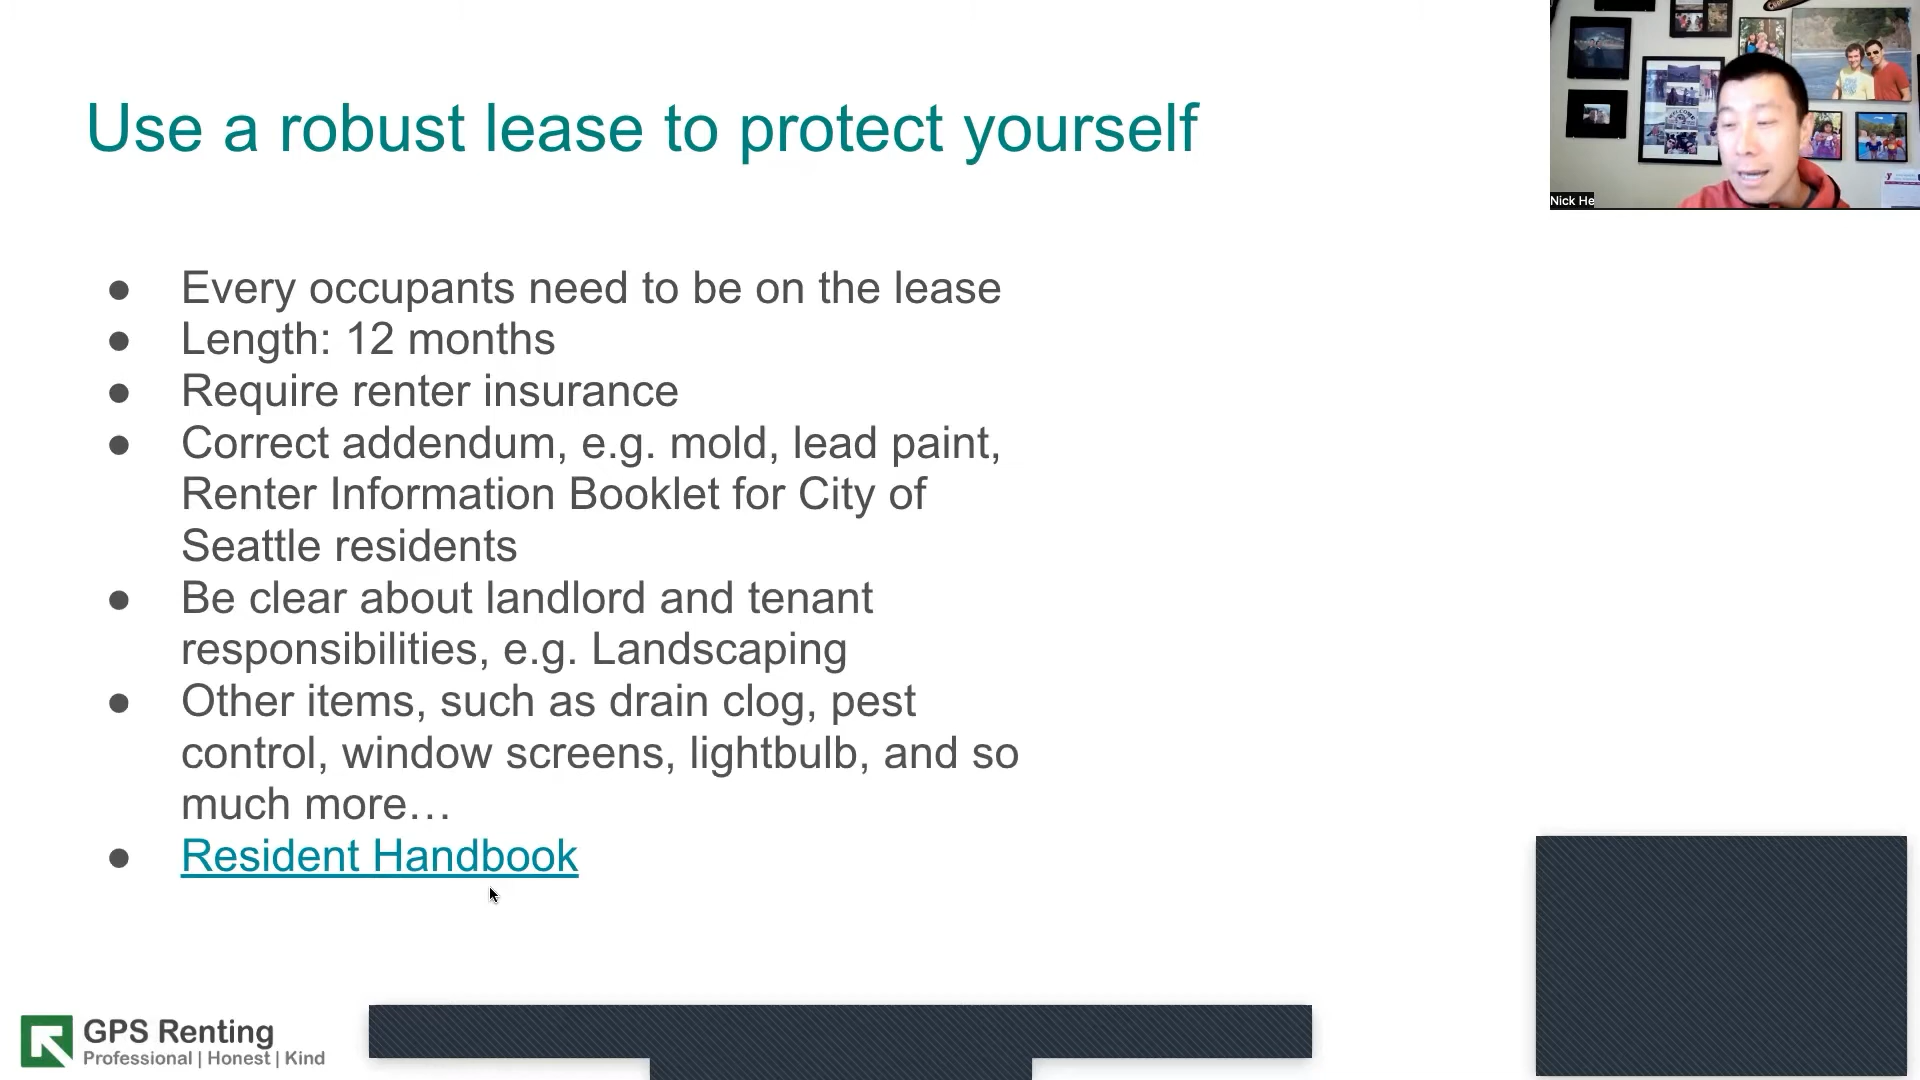 Use a robust lease to protect yourself
Nick He
● Every occupants need to be on the lease
● Length: 12 months
● Require renter insurance
● Correct addendum, e.g. mold, lead paint,
Renter Information Booklet for City of
Seattle residents
● Be clear about landlord and tenant
responsibilities, e.g. Landscaping
● Other items, such as drain clog, pest
control, window screens, lightbulb, and so
much more…
● Resident Handbook
GPS Renting
Professional | Honest | Kind